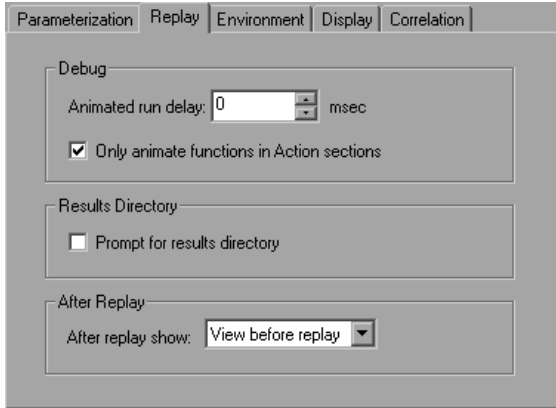 Parameterization Replay Environment Display Correlation
Debug
Animated run delay: 0 msec
Only animate functions in Action sections
Results Directory
Prompt for results directory
After Replay
After replay show: View before replay